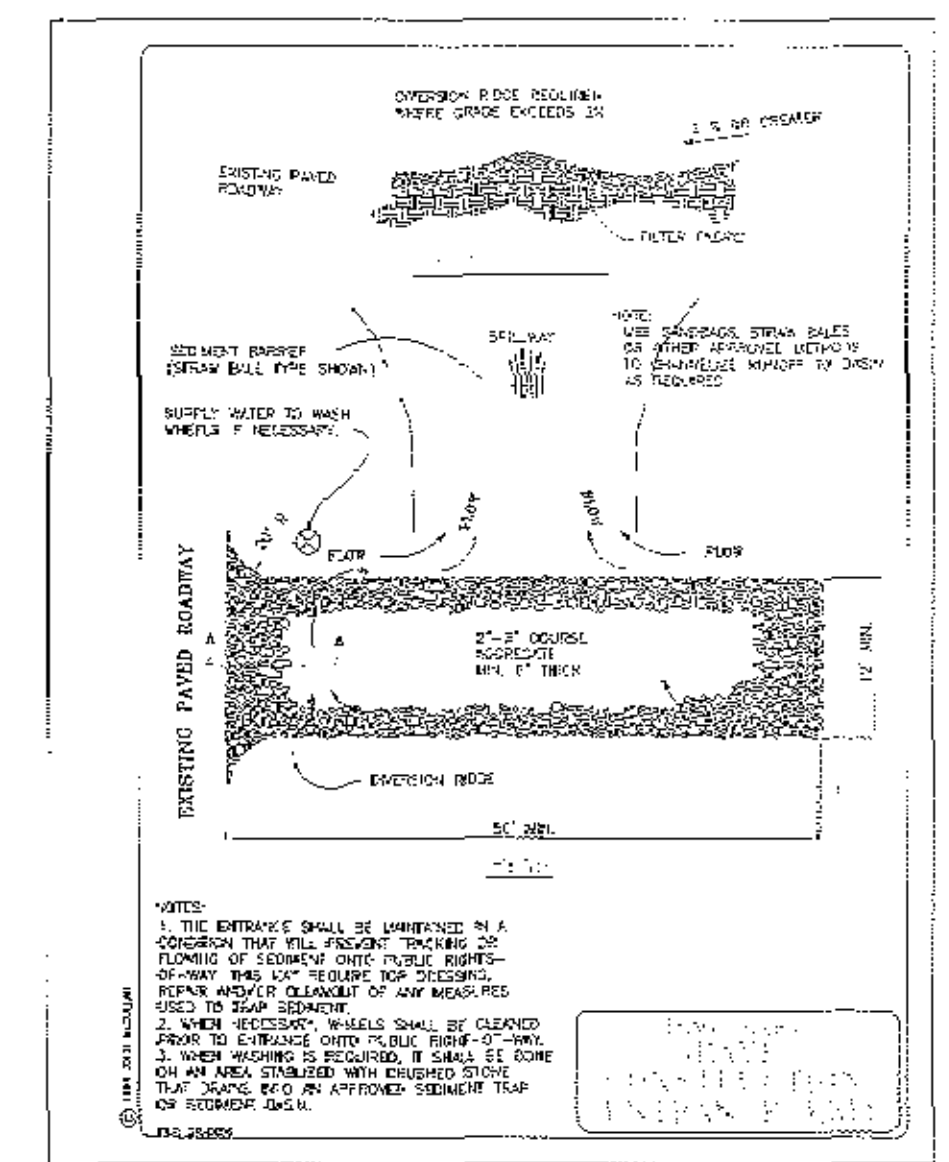 DIVERSION RIDGE REQUIRED
WHERE GRADE EXCEEDS 2%
2 % OR GREATER
EXISTING PAVED
ROADWAY
FILTER FABRIC
SEDIMENT BARRIER
(STRAW BALE TYPE SHOWN)
SPILLWAY
NOTE:
USE SANDBAGS, STRAW BALES
OR OTHER APPROVED METHODS
TO CHANNELIZE RUNOFF TO BASIN
AS REQUIRED
SUPPLY WATER TO WASH
WHEELS IF NECESSARY.
FLOW
FLOW
FLOW
FLOW
EXISTING PAVED ROADWAY
A
A
2"-3" COURSE
AGGREGATE
MIN. 6" THICK
12' MIN.
DIVERSION RIDGE
50' MIN.
NOTES:
1. THE ENTRANCE SHALL BE MAINTAINED IN A
CONDITION THAT WILL PREVENT TRACKING OR
FLOWING OF SEDIMENT ONTO PUBLIC RIGHTS-
OF-WAY. THIS MAY REQUIRE TOP DRESSING,
REPAIR AND/OR CLEANOUT OF ANY MEASURES
USED TO TRAP SEDIMENT.
2. WHEN NECESSARY, WHEELS SHALL BE CLEANED
PRIOR TO ENTRANCE ONTO PUBLIC RIGHT-OF-WAY.
3. WHEN WASHING IS REQUIRED, IT SHALL BE DONE
ON AN AREA STABILIZED WITH CRUSHED STONE
THAT DRAINS INTO AN APPROVED SEDIMENT TRAP
OR SEDIMENT BASIN.